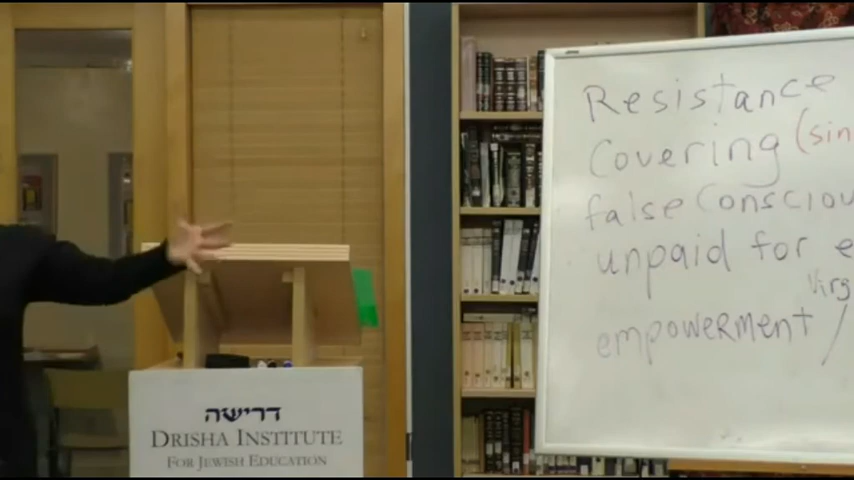 Resistance
Covering (sin
false Consciou
unpaid for e
Virg
empowerment /
דרישה
DRISHA INSTITUTE
FOR JEWISH EDUCATION